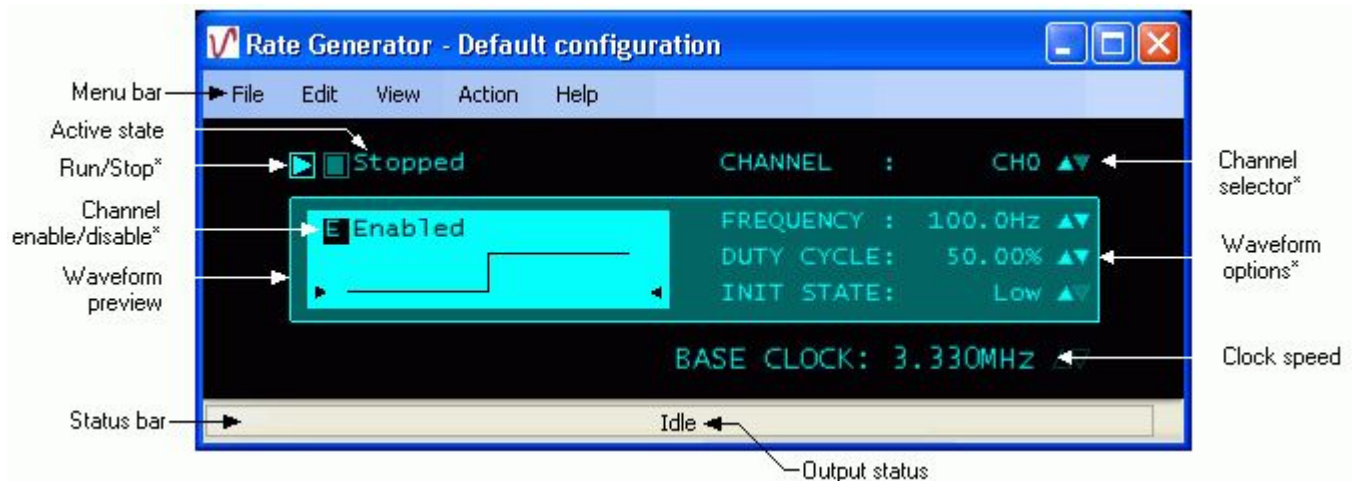 Rate Generator - Default configuration
Menu bar
File Edit View Action Help
Active state
Run/Stop*
Stopped
CHANNEL : CH0
Channel
selector*
Channel
enable/disable*
E Enabled
FREQUENCY : 100.0Hz
DUTY CYCLE: 50.00%
INIT STATE: Low
Waveform
options*
Waveform
preview
BASE CLOCK: 3.330MHz
Clock speed
Status bar
Idle
Output status